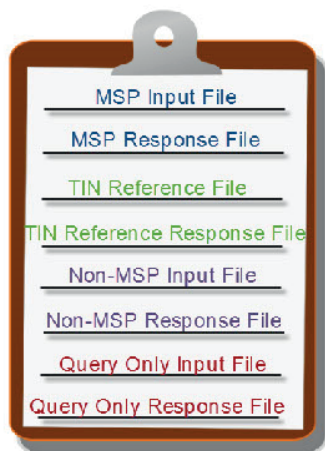 MSP Input File
MSP Response File
TIN Reference File
TIN Reference Response File
Non-MSP Input File
Non-MSP Response File
Query Only Input File
Query Only Response File